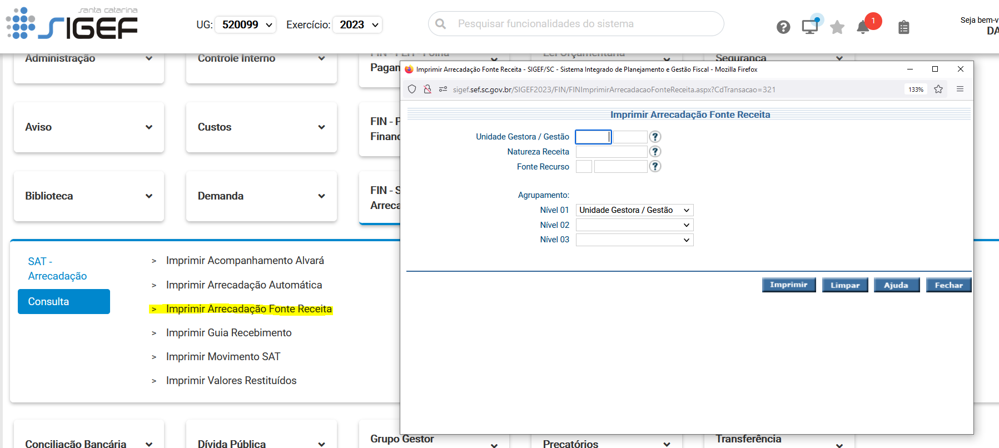 santa catarina
SIGEF
UG: 520099 Exercício: 2023
Pesquisar funcionalidades do sistema
1
Seja bem-v
DA
Administração
Controle Interno
Pagan
Lei Orçamentária
Segurança
Aviso
Custos
FIN - P
Financ
Biblioteca
Demanda
FIN - S
Arreca
SAT -
Arrecadação
Consulta
> Imprimir Acompanhamento Alvará
> Imprimir Arrecadação Automática
> Imprimir Arrecadação Fonte Receita
> Imprimir Guia Recebimento
> Imprimir Movimento SAT
> Imprimir Valores Restituídos
Conciliação Bancária
Dívida Pública
Grupo Gestor
Precatórios
Transferência
Imprimir Arrecadação Fonte Receita - SIGEF/SC - Sistema Integrado de Planejamento e Gestão Fiscal - Mozilla Firefox
sigef.sef.sc.gov.br/SIGEF2023/FIN/FINImprimirArrecadacaoFonteReceita.aspx?CdTransacao=321
133%
Imprimir Arrecadação Fonte Receita
Unidade Gestora / Gestão ?
Natureza Receita ?
Fonte Recurso ?
Agrupamento:
Nível 01 Unidade Gestora / Gestão
Nível 02
Nível 03
Imprimir Limpar Ajuda Fechar